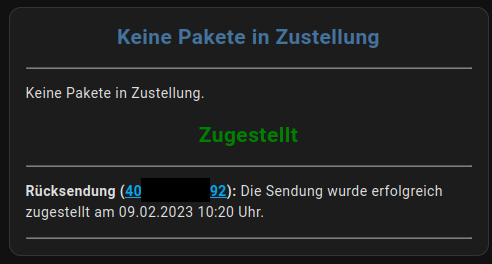 Keine Pakete in Zustellung
Keine Pakete in Zustellung.
Zugestellt
Rücksendung (40 92): Die Sendung wurde erfolgreich
zugestellt am 09.02.2023 10:20 Uhr.